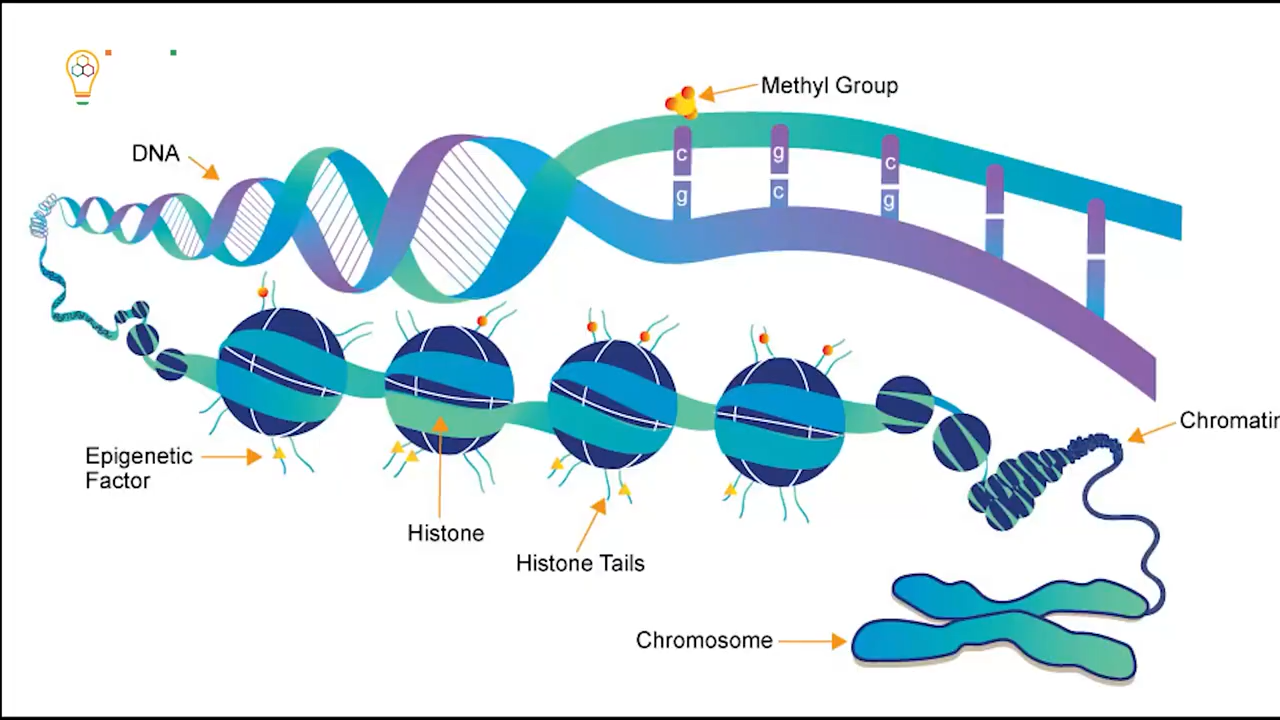 Methyl Group
DNA
c
g
c
g
c
g
Chromatin
Epigenetic
Factor
Histone
Histone Tails
Chromosome